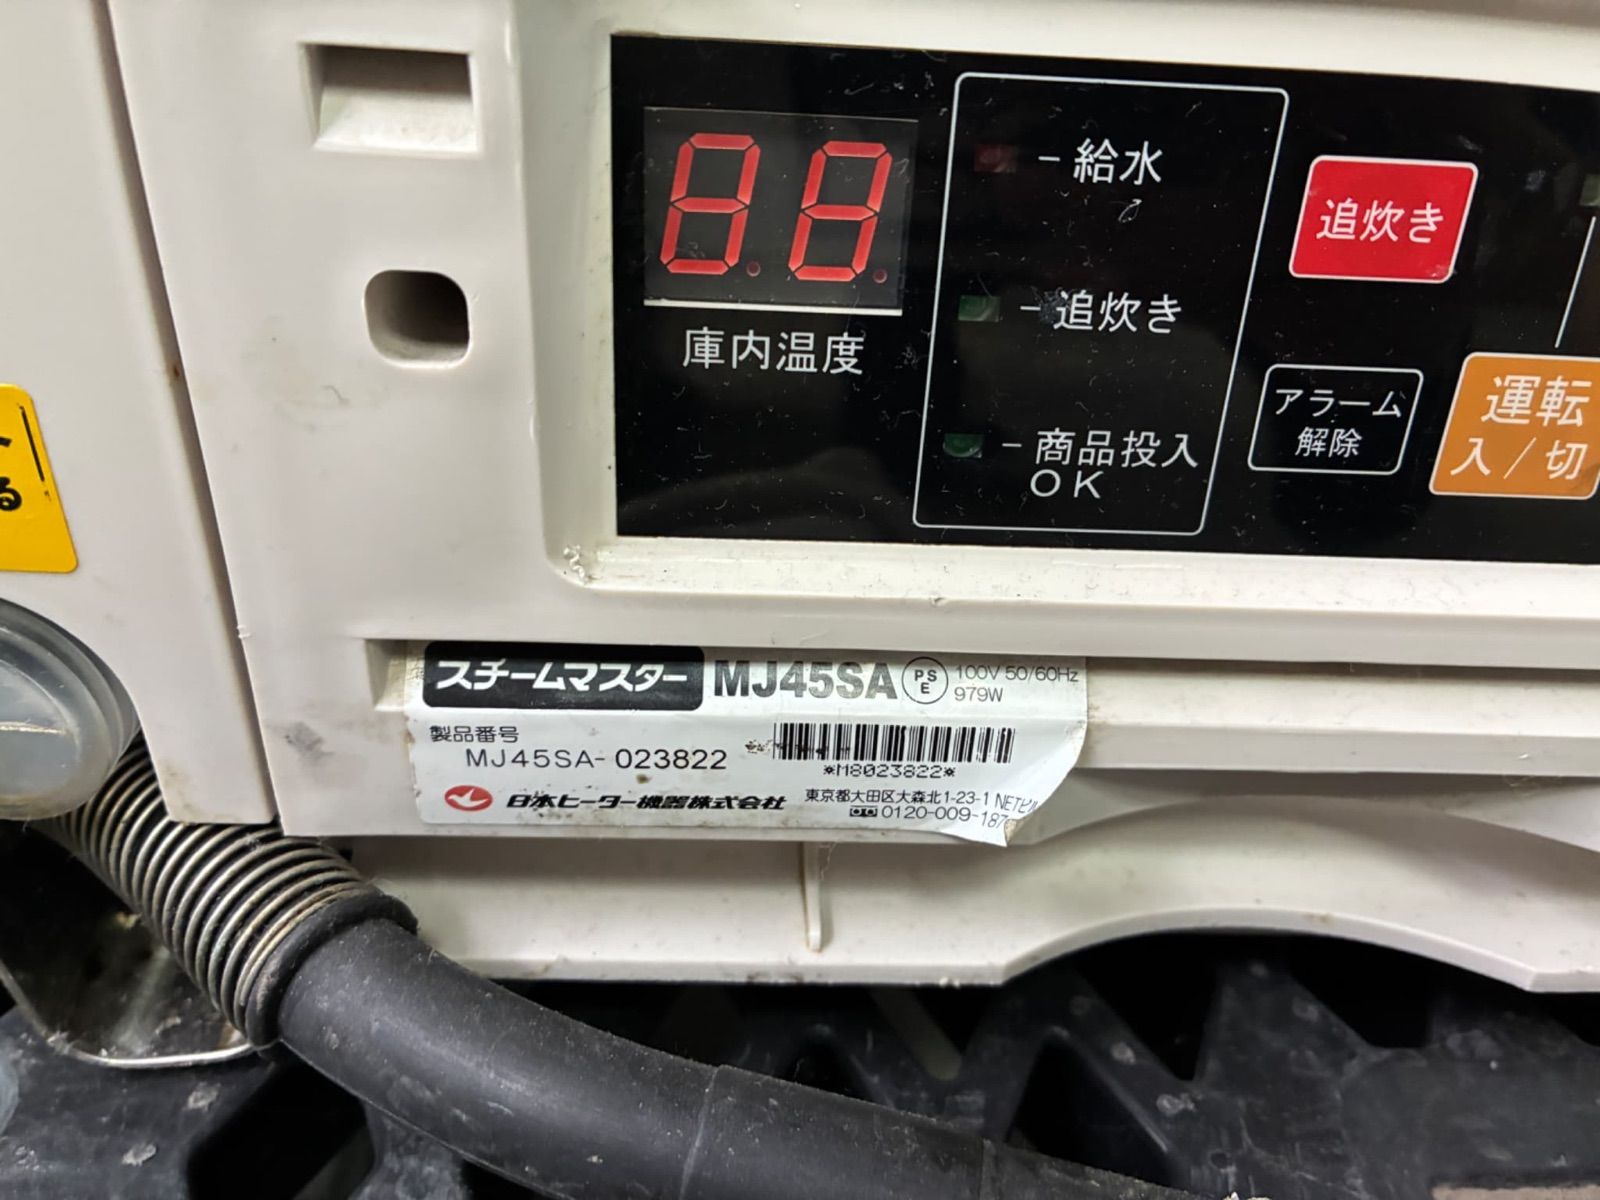 88
庫内温度
給水
追炊き
商品投入
OK
追炊き
アラーム
解除
運転
入/切
る
スチームマスター MJ45SA PSE 100V 50/60Hz
979W
製品番号
MJ45SA-023822
*M8023822*
日本ヒーター機器株式会社 東京都大田区大森北1-23-1 NETビル
0120-009-187